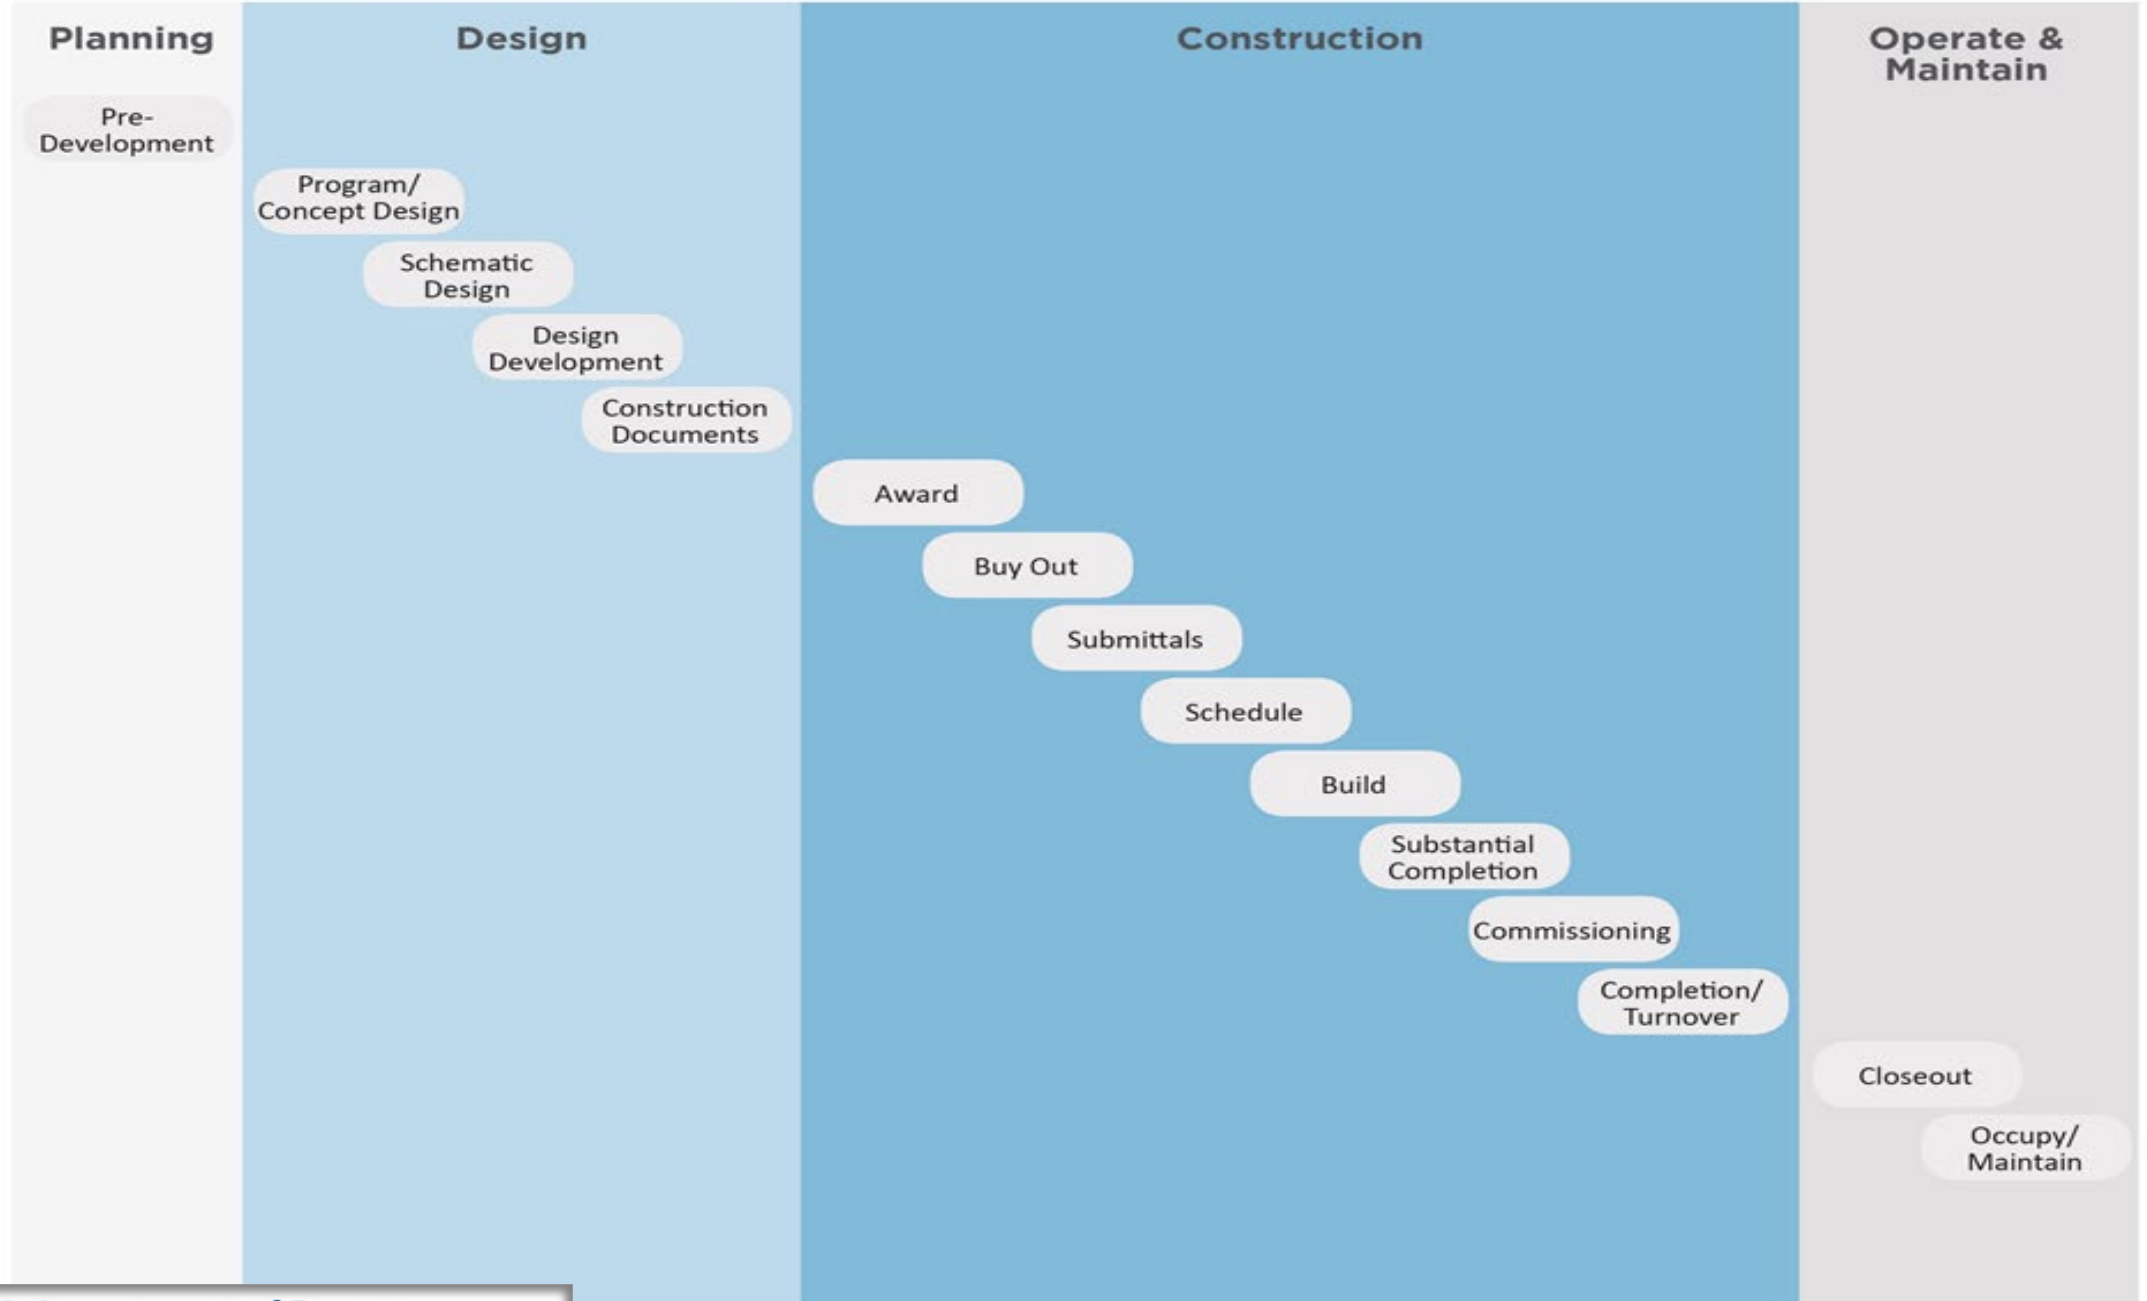 Planning
Design
Construction
Operate &
Maintain
Pre-
Development
Program/
Concept Design
Schematic
Design
Design
Development
Construction
Documents
Award
Buy Out
Submittals
Schedule
Build
Substantial
Completion
Commissioning
Completion/
Turnover
Closeout
Occupy/
Maintain